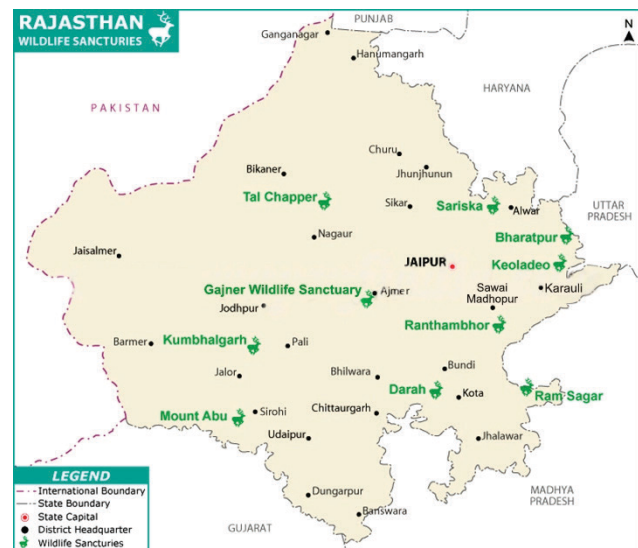 RAJASTHAN
WILDLIFE SANCTURIES
PUNJAB
N
Ganganagar
Hanumangarh
HARYANA
PAKISTAN
Churu
Jhunjhunun
Bikaner
Tal Chapper
Sikar
Sariska
Alwar
UTTAR
PRADESH
Nagaur
Bharatpur
Jaisalmer
JAIPUR
Keoladeo
Gajner Wildlife Sanctuary
Ajmer
Sawai
Madhopur
Karauli
Jodhpur
Ranthambhor
Barmer
Kumbhalgarh
Pali
Bundi
Jalor
Bhilwara
Darah
Kota
Ram Sagar
Mount Abu
Sirohi
Chittaurgarh
Udaipur
Jhalawar
LEGEND
International Boundary
State Boundary
State Capital
District Headquarter
Wildlife Sancturies
Dungarpur
Banswara
GUJARAT
MADHYA
PRADESH